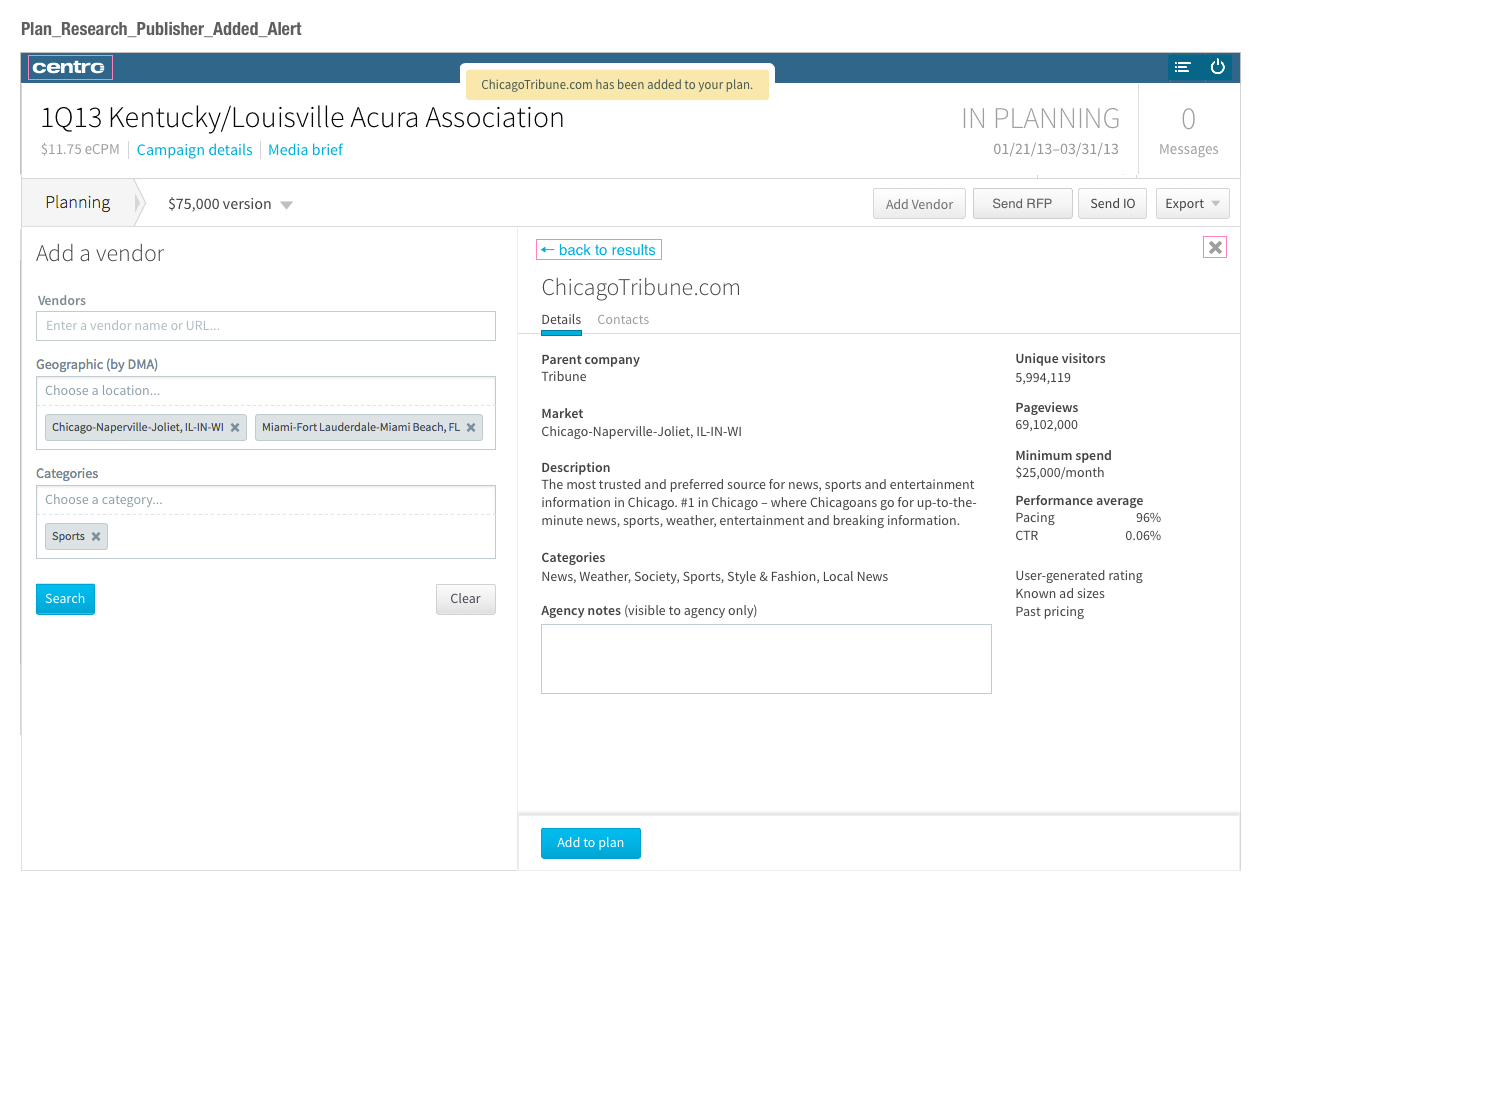 Plan_Research_Publisher_Added_Alert
centro
ChicagoTribune.com has been added to your plan.
1Q13 Kentucky/Louisville Acura Association
$11.75 eCPM
Campaign details
Media brief
IN PLANNING
01/21/13–03/31/13
0
Messages
Planning
$75,000 version
Add Vendor
Send RFP
Send IO
Export
Add a vendor
Vendors
Enter a vendor name or URL...
Geographic (by DMA)
Choose a location...
Chicago-Naperville-Joliet, IL-IN-WI
Miami-Fort Lauderdale-Miami Beach, FL
Categories
Choose a category...
Sports
Search
Clear
← back to results
ChicagoTribune.com
Details
Contacts
Parent company
Tribune
Market
Chicago-Naperville-Joliet, IL-IN-WI
Description
The most trusted and preferred source for news, sports and entertainment
information in Chicago. #1 in Chicago – where Chicagoans go for up-to-the-
minute news, sports, weather, entertainment and breaking information.
Categories
News, Weather, Society, Sports, Style & Fashion, Local News
Agency notes (visible to agency only)
Unique visitors
5,994,119
Pageviews
69,102,000
Minimum spend
$25,000/month
Performance average
Pacing 96%
CTR 0.06%
User-generated rating
Known ad sizes
Past pricing
Add to plan